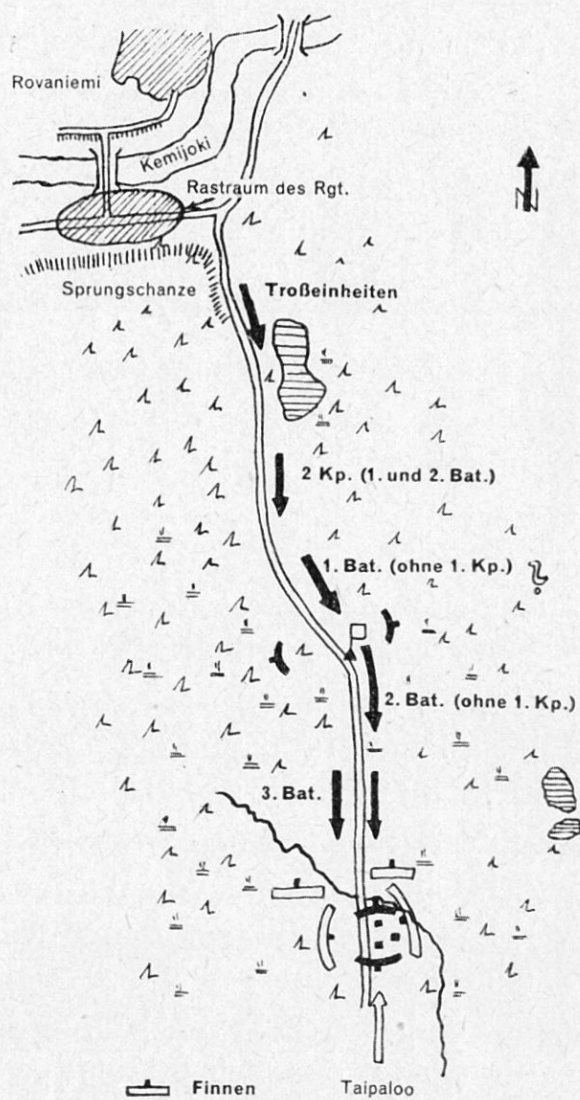 Rovaniemi
Kemijoki
N
Rastraum des Rgt.
Sprungschanze
Troßeinheiten
2 Kp. (1. und 2. Bat.)
1. Bat. (ohne 1. Kp.)
2. Bat. (ohne 1. Kp.)
3. Bat.
Finnen
Taipaloo